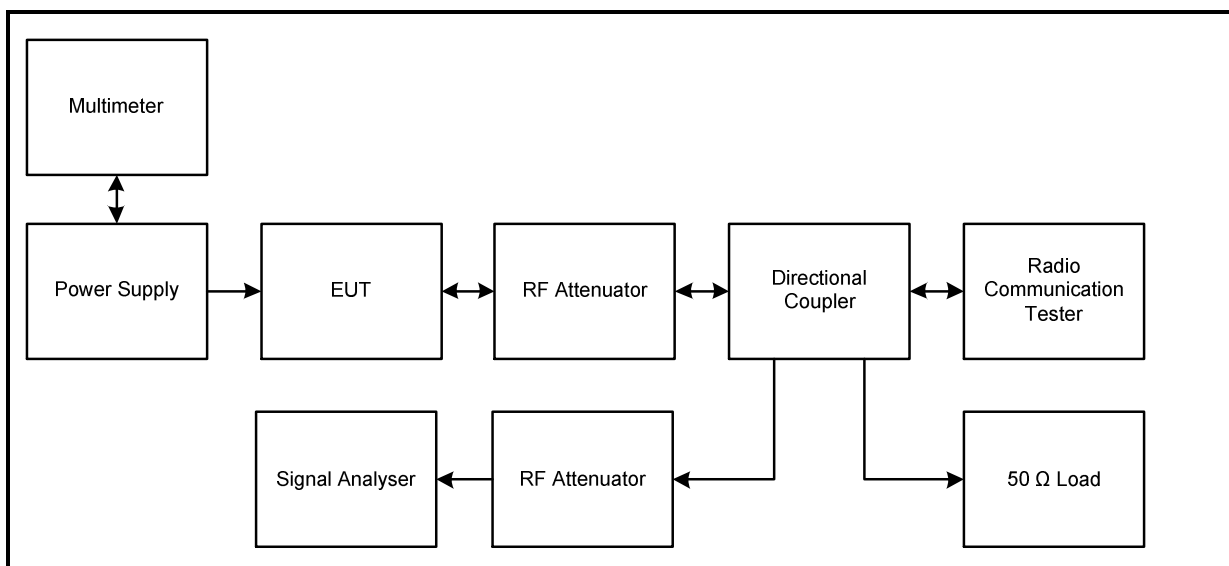 Multimeter
Power Supply
EUT
RF Attenuator
Directional
Coupler
Radio
Communication
Tester
Signal Analyser
RF Attenuator
50 Ω Load